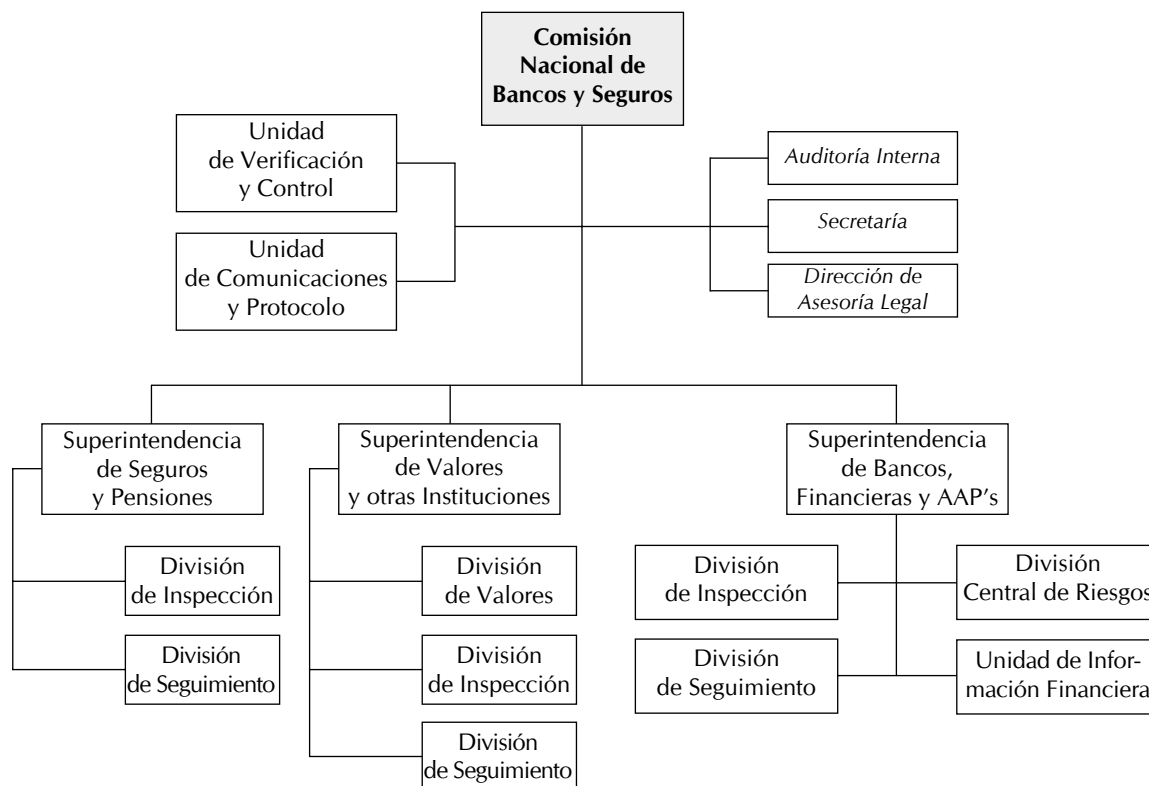 Comisión
Nacional de
Bancos y Seguros
Unidad
de Verificación
y Control
Unidad
de Comunicaciones
y Protocolo
Auditoría Interna
Secretaría
Dirección de
Asesoría Legal
Superintendencia
de Seguros
y Pensiones
División
de Inspección
División
de Seguimiento
Superintendencia
de Valores
y otras Instituciones
División
de Valores
División
de Inspección
División
de Seguimiento
Superintendencia
de Bancos,
Financieras y AAP's
División
de Inspección
División
Central de Riesgos
División
de Seguimiento
Unidad de Infor-
mación Financiera